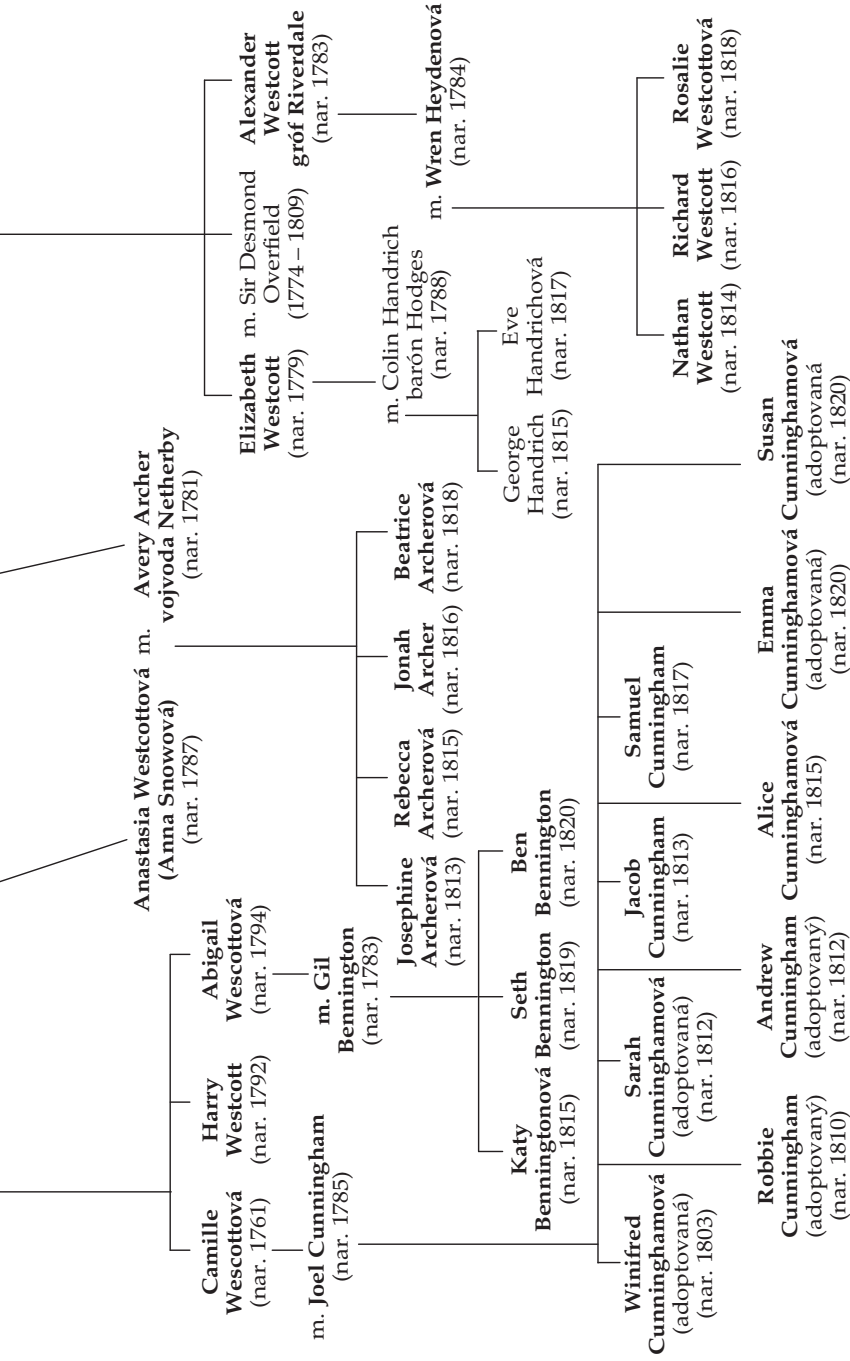 Camille
Wescottová
(nar. 1761)
m. Joel Cunningham
(nar. 1785)
Harry
Westcott
(nar. 1792)
Abigail
Wescottová
(nar. 1794)
m. Gil
Bennington
(nar. 1783)
Katy
Benningtonová
(nar. 1815)
Seth
Bennington
(nar. 1819)
Ben
Bennington
(nar. 1820)
Winifred
Cunninghamová
(adoptovaná)
(nar. 1803)
Robbie
Cunningham
(adoptovaný)
(nar. 1810)
Sarah
Cunninghamová
(adoptovaná)
(nar. 1812)
Andrew
Cunningham
(adoptovaný)
(nar. 1812)
Jacob
Cunningham
(nar. 1813)
Alice
Cunninghamová
(nar. 1815)
Samuel
Cunningham
(nar. 1817)
Emma
Cunninghamová
(adoptovaná)
(nar. 1820)
Susan
Cunninghamová
(adoptovaná
(nar. 1820)
Anastasia Westcottová m.
(Anna Snowová)
(nar. 1787)
Avery Archer
vojvoda Netherby
(nar. 1781)
Josephine
Archerová
(nar. 1813)
Rebecca
Archerová
(nar. 1815)
Jonah
Archer
(nar. 1816)
Beatrice
Archerová
(nar. 1818)
Elizabeth
Westcott
(nar. 1779)
m. Sir Desmond
Overfield
(1774 – 1809)
m. Colin Handrich
barón Hodges
(nar. 1788)
George
Handrich
(nar. 1815)
Eve
Handrichová
(nar. 1817)
Alexander
Westcott
gróf Riverdale
(nar. 1783)
m. Wren Heydenová
(nar. 1784)
Nathan
Westcott
(nar. 1814)
Richard
Westcott
(nar. 1816)
Rosalie
Westcottová
(nar. 1818)